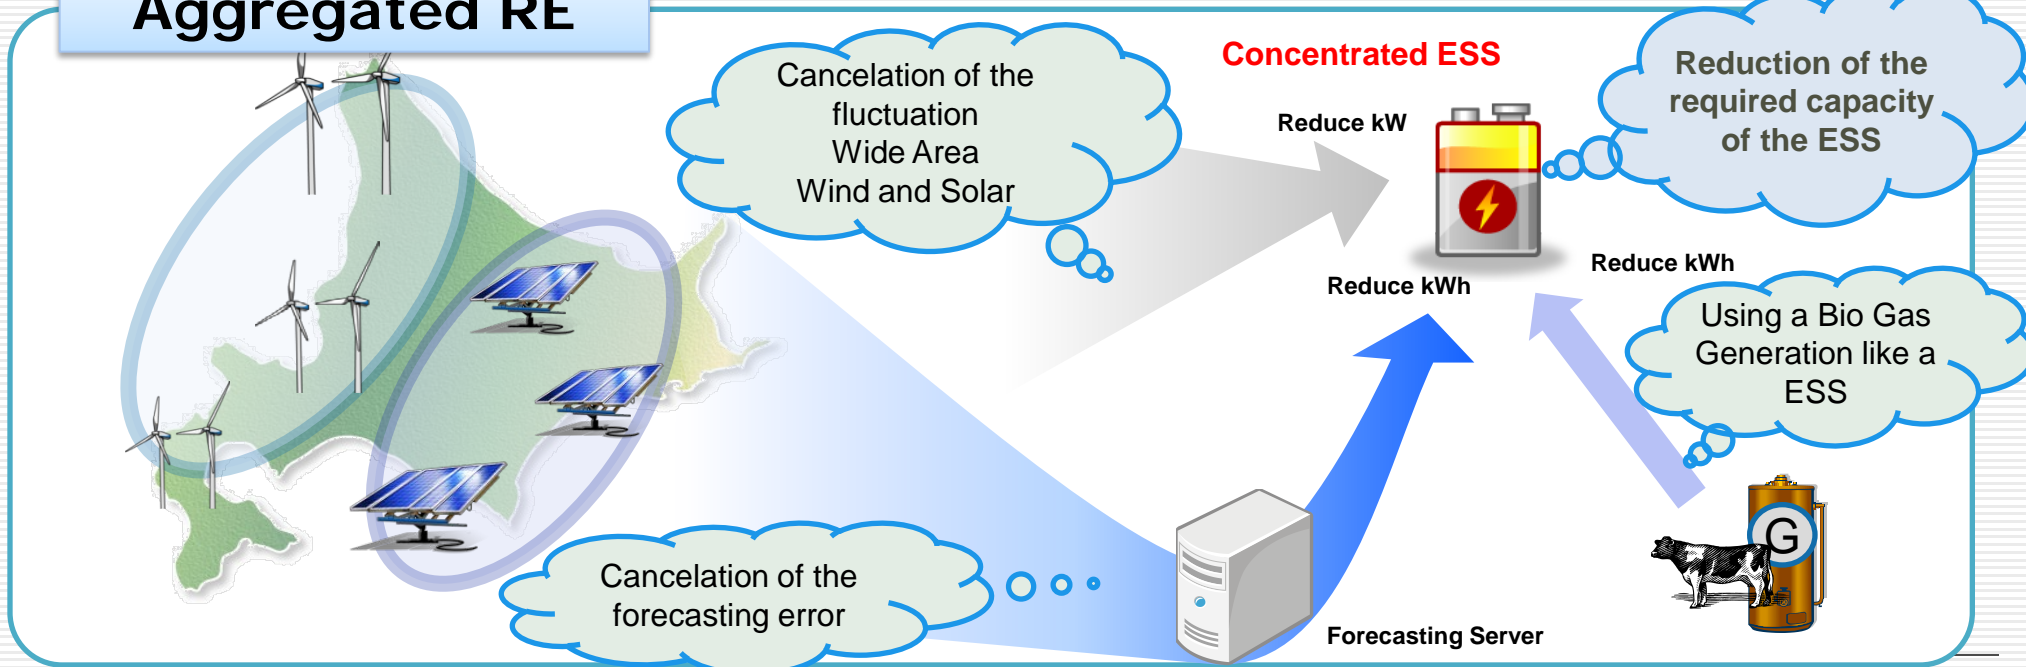 Aggregated RE
Cancelation of the
fluctuation
Wide Area
Wind and Solar
Concentrated ESS
Reduce kW
Reduction of the
required capacity
of the ESS
Reduce kWh
Reduce kWh
Using a Bio Gas
Generation like a
ESS
G
Cancelation of the
forecasting error
Forecasting Server